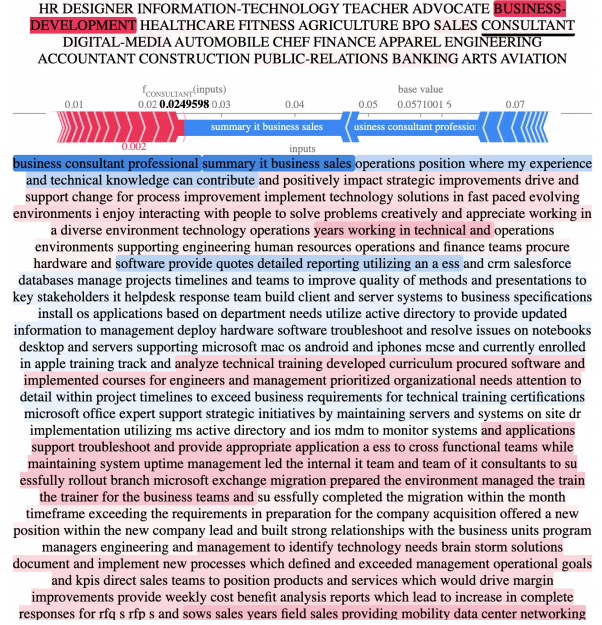 HR DESIGNER INFORMATION-TECHNOLOGY TEACHER ADVOCATE BUSINESS-
DEVELOPMENT HEALTHCARE FITNESS AGRICULTURE BPO SALES CONSULTANT
DIGITAL-MEDIA AUTOMOBILE CHEF FINANCE APPAREL ENGINEERING
ACCOUNTANT CONSTRUCTION PUBLIC-RELATIONS BANKING ARTS AVIATION
fCONSULTANT(inputs) base value
0.01 0.02 0.0249598 0.03 0.04 0.05 0.0571001 5 0.07
summary it business sales usiness consultant professio
0.002 inputs
business consultant professional summary it business sales operations position where my experience
and technical knowledge can contribute and positively impact strategic improvements drive and
support change for process improvement implement technology solutions in fast paced evolving
environments i enjoy interacting with people to solve problems creatively and appreciate working in
a diverse environment technology operations years working in technical and operations
environments supporting engineering human resources operations and finance teams procure
hardware and software provide quotes detailed reporting utilizing an a ess and crm salesforce
databases manage projects timelines and teams to improve quality of methods and presentations to
key stakeholders it helpdesk response team build client and server systems to business specifications
install os applications based on department needs utilize active directory to provide updated
information to management deploy hardware software troubleshoot and resolve issues on notebooks
desktop and servers supporting microsoft mac os android and iphones mcse and currently enrolled
in apple training track and analyze technical training developed curriculum procured software and
implemented courses for engineers and management prioritized organizational needs attention to
detail within project timelines to exceed business requirements for technical training certifications
microsoft office expert support strategic initiatives by maintaining servers and systems on site dr
implementation utilizing ms active directory and ios mdm to monitor systems and applications
support troubleshoot and provide appropriate application a ess to cross functional teams while
maintaining system uptime management led the internal it team and team of it consultants to su
essfully rollout branch microsoft exchange migration prepared the environment managed the train
the trainer for the business teams and su essfully completed the migration within the month
timeframe exceeding the requirements in preparation for the company acquisition offered a new
position within the new company lead and built strong relationships with the business units program
managers engineering and management to identify technology needs brain storm solutions
document and implement new processes which defined and exceeded management operational goals
and kpis direct sales teams to position products and services which would drive margin
improvements provide weekly cost benefit analysis reports which lead to increase in complete
responses for rfq s rfp s and sows sales years field sales providing mobility data center networking